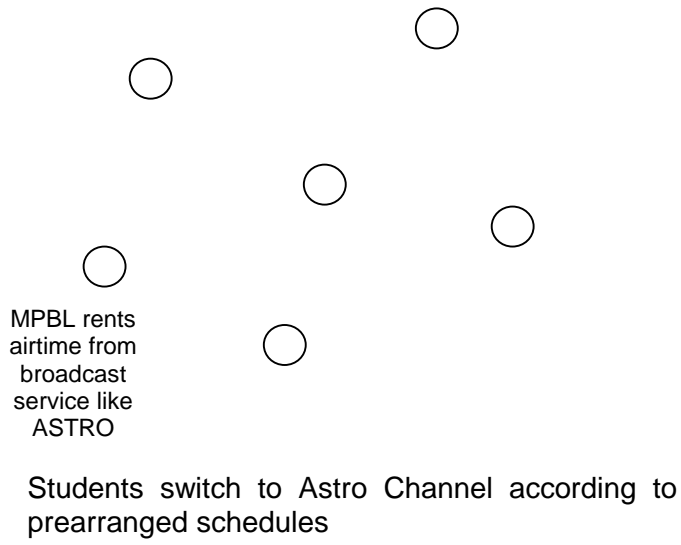 MPBL rents
airtime from
broadcast
service like
ASTRO
Students switch to Astro Channel according to
prearranged schedules